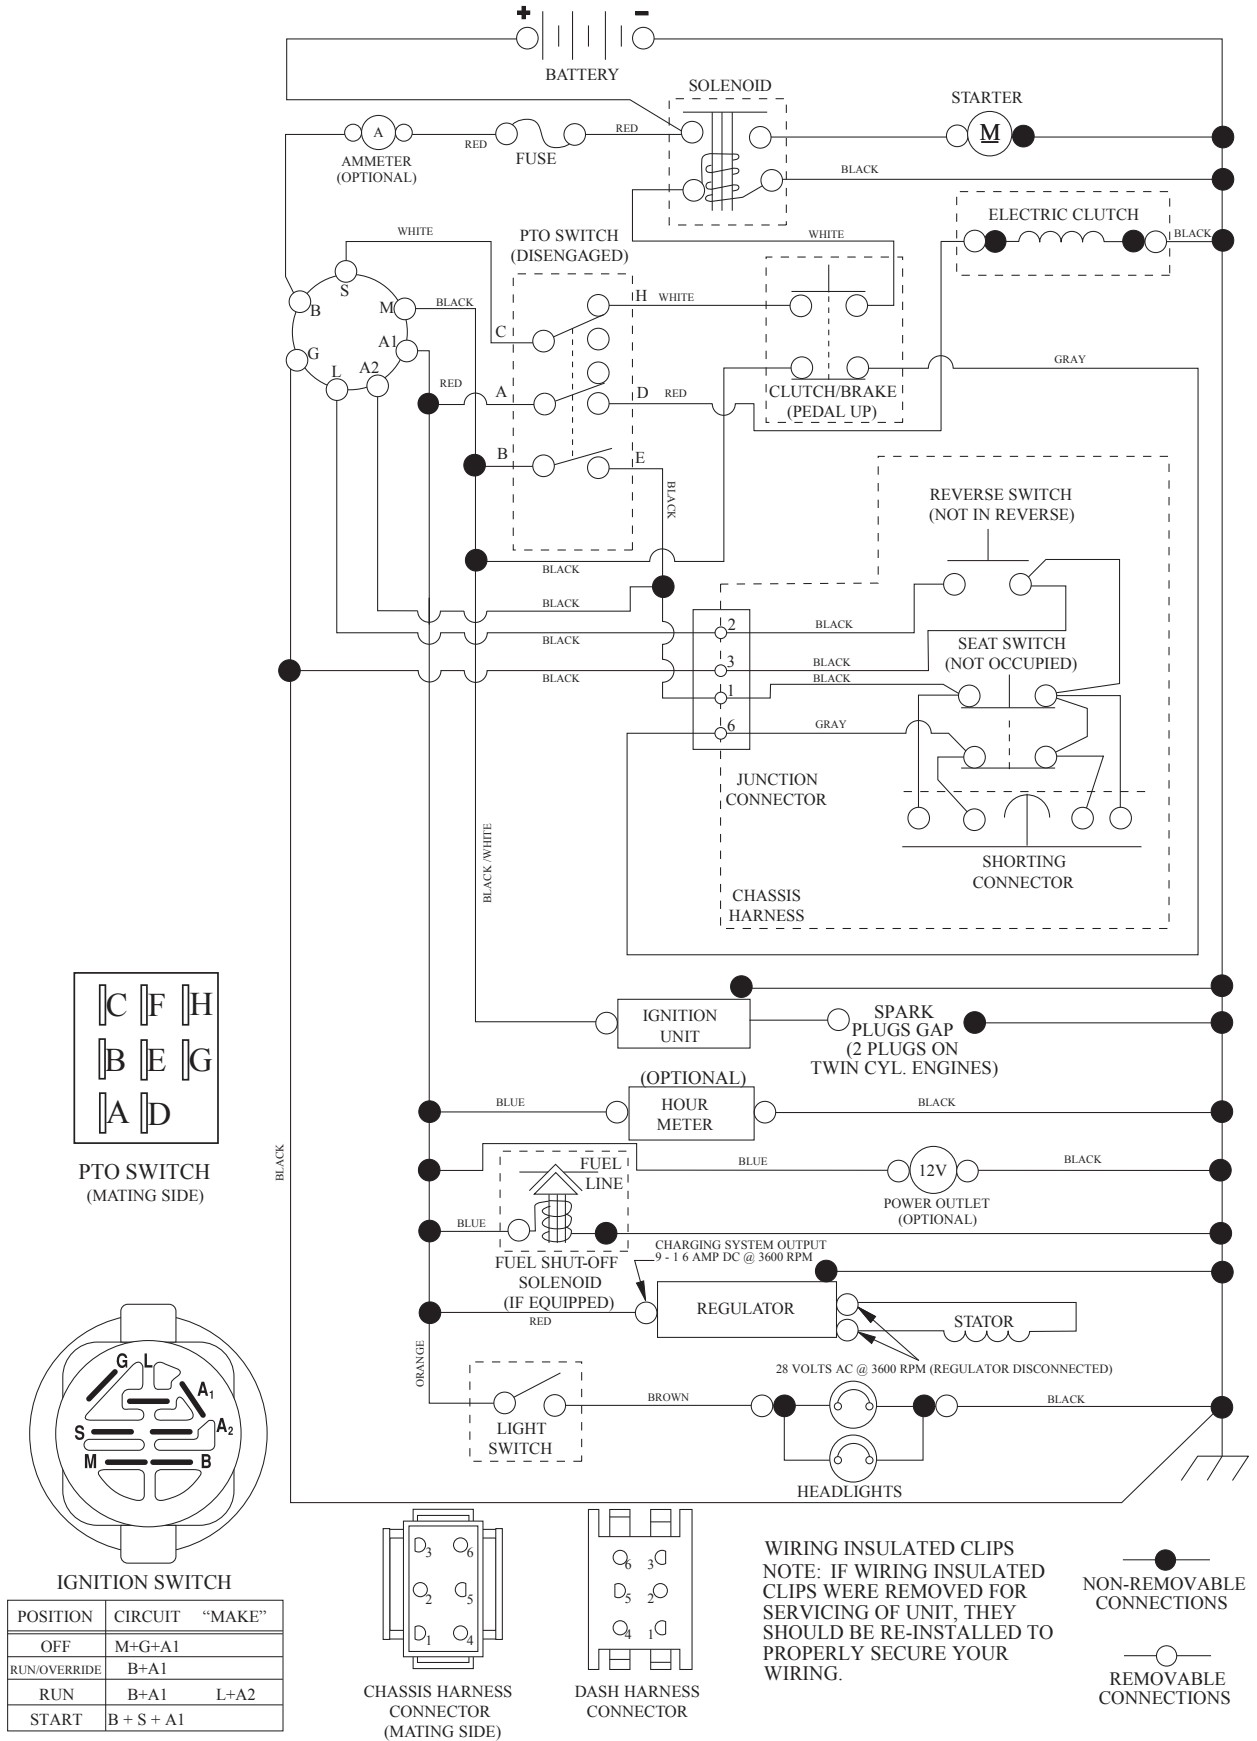 + −
BATTERY
SOLENOID
STARTER
M
A
AMMETER
(OPTIONAL)
RED
FUSE
RED
BLACK
ELECTRIC CLUTCH
BLACK
WHITE
PTO SWITCH
(DISENGAGED)
WHITE
S
B
M
BLACK
G
A1
L
A2
C
H
WHITE
RED
A
D
RED
GRAY
CLUTCH/BRAKE
(PEDAL UP)
B
E
BLACK
REVERSE SWITCH
(NOT IN REVERSE)
BLACK
BLACK
BLACK
BLACK
2
BLACK
3
BLACK
BLACK
1
6
GRAY
SEAT SWITCH
(NOT OCCUPIED)
JUNCTION
CONNECTOR
SHORTING
CONNECTOR
CHASSIS
HARNESS
BLACK /WHITE
C F H
B E G
A D
PTO SWITCH
(MATING SIDE)
BLACK
IGNITION
UNIT
SPARK
PLUGS GAP
(2 PLUGS ON
TWIN CYL. ENGINES)
(OPTIONAL)
BLUE
HOUR
METER
BLACK
FUEL
LINE
BLUE
12V
BLACK
POWER OUTLET
(OPTIONAL)
BLUE
FUEL SHUT-OFF
SOLENOID
(IF EQUIPPED)
CHARGING SYSTEM OUTPUT
9 - 1 6 AMP DC @ 3600 RPM
RED
REGULATOR
STATOR
28 VOLTS AC @ 3600 RPM (REGULATOR DISCONNECTED)
ORANGE
LIGHT
SWITCH
BROWN
BLACK
HEADLIGHTS
G L
A1
S
A2
M
B
IGNITION SWITCH
POSITION CIRCUIT “MAKE”
OFF M+G+A1
RUN/OVERRIDE B+A1
RUN B+A1 L+A2
START B + S + A1
3 6
2 5
1 4
CHASSIS HARNESS
CONNECTOR
(MATING SIDE)
6 3
5 2
4 1
DASH HARNESS
CONNECTOR
WIRING INSULATED CLIPS
NOTE: IF WIRING INSULATED
CLIPS WERE REMOVED FOR
SERVICING OF UNIT, THEY
SHOULD BE RE-INSTALLED TO
PROPERLY SECURE YOUR
WIRING.
NON-REMOVABLE
CONNECTIONS
REMOVABLE
CONNECTIONS